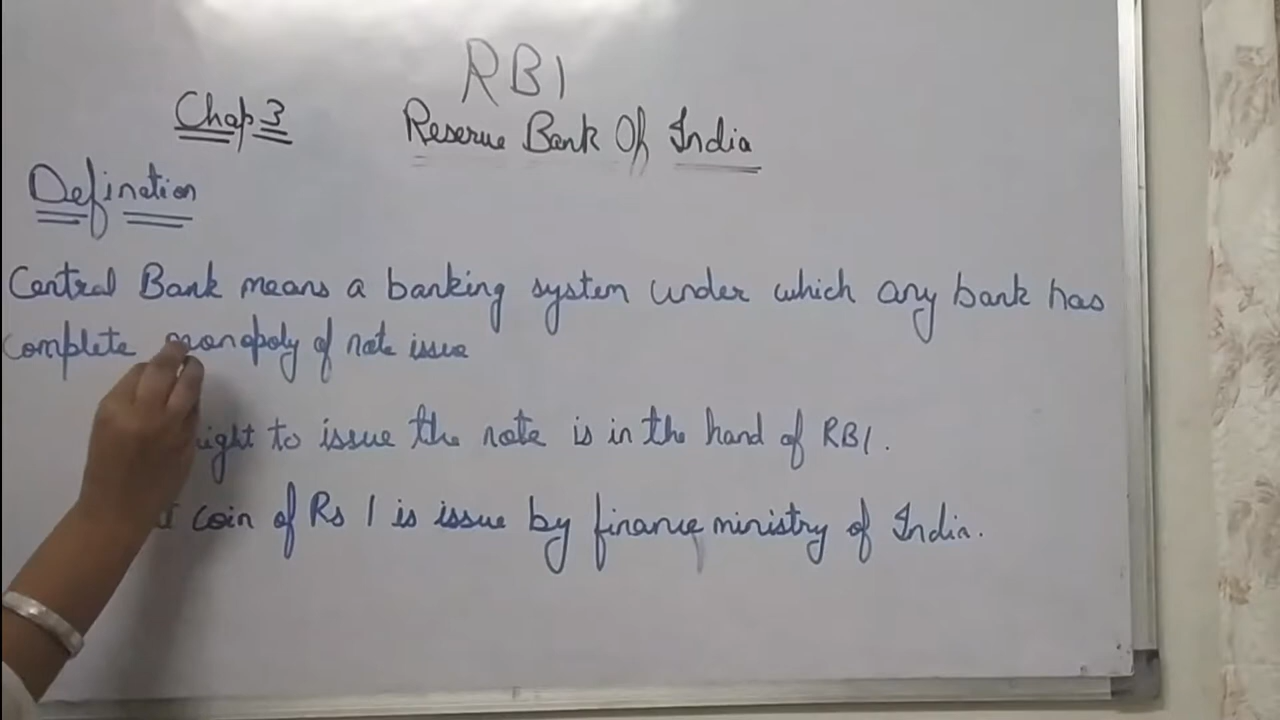 RBI
Chap 3
Reserve Bank Of India
Defination
Central Bank means a banking system under which any bank has
complete monopoly of note issue
right to issue the note is in the hand of RBI.
coin of Rs 1 is issue by finance ministry of India.